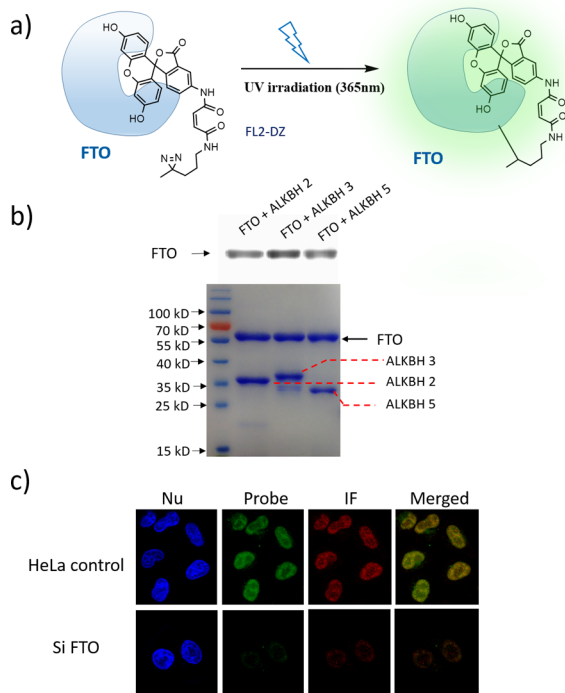 a)
HO
O
O
O
NH
HO
O
O
NH
N
N
FTO
UV irradiation (365nm)
FL2-DZ
HO
O
O
O
NH
HO
O
O
NH
FTO
b)
FTO + ALKBH 2
FTO + ALKBH 3
FTO + ALKBH 5
FTO
100 kD
70 kD
55 kD
40 kD
35 kD
25 kD
15 kD
FTO
ALKBH 3
ALKBH 2
ALKBH 5
c)
Nu Probe IF Merged
HeLa control
Si FTO